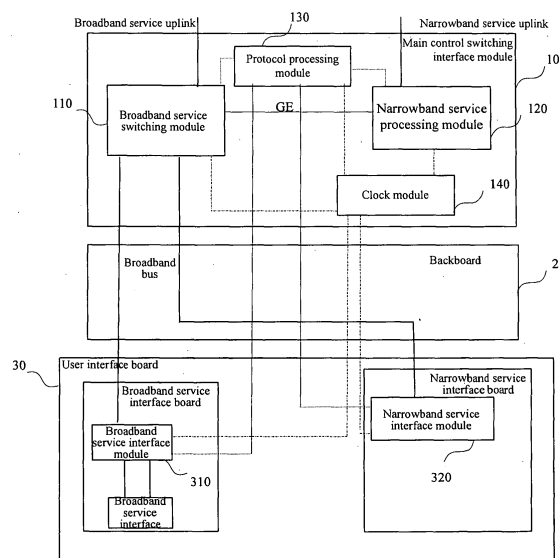 Broadband service uplink
Narrowband service uplink
130
Main control switching
interface module
Protocol processing
module
10
110
Broadband service
switching module
GE
Narrowband service
processing module
120
Clock module
140
Broadband
bus
Backboard
2
30
User interface board
Broadband service
interface board
Narrowband service
interface board
Broadband
service interface
module
Narrowband service
interface module
310
320
Broadband
service
interface